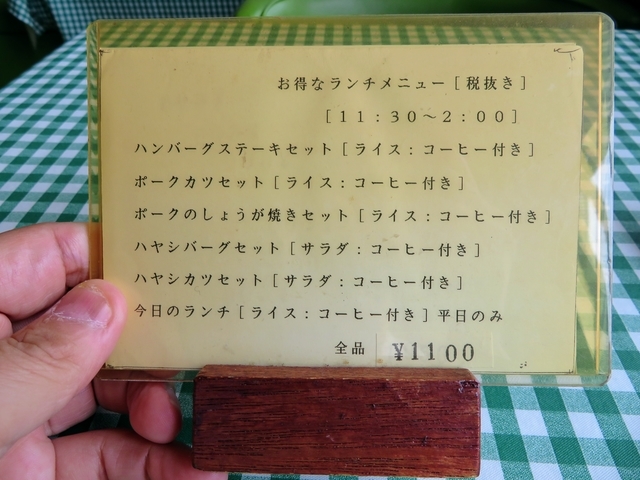 お得なランチメニュー［税抜き］
［１１：３０～２：００］
ハンバーグステーキセット［ライス：コーヒー付き］
ポークカツセット［ライス：コーヒー付き］
ポークのしょうが焼きセット［ライス：コーヒー付き］
ハヤシバーグセット［サラダ：コーヒー付き］
ハヤシカツセット［サラダ：コーヒー付き］
今日のランチ［ライス：コーヒー付き］平日のみ
全品 ¥1100